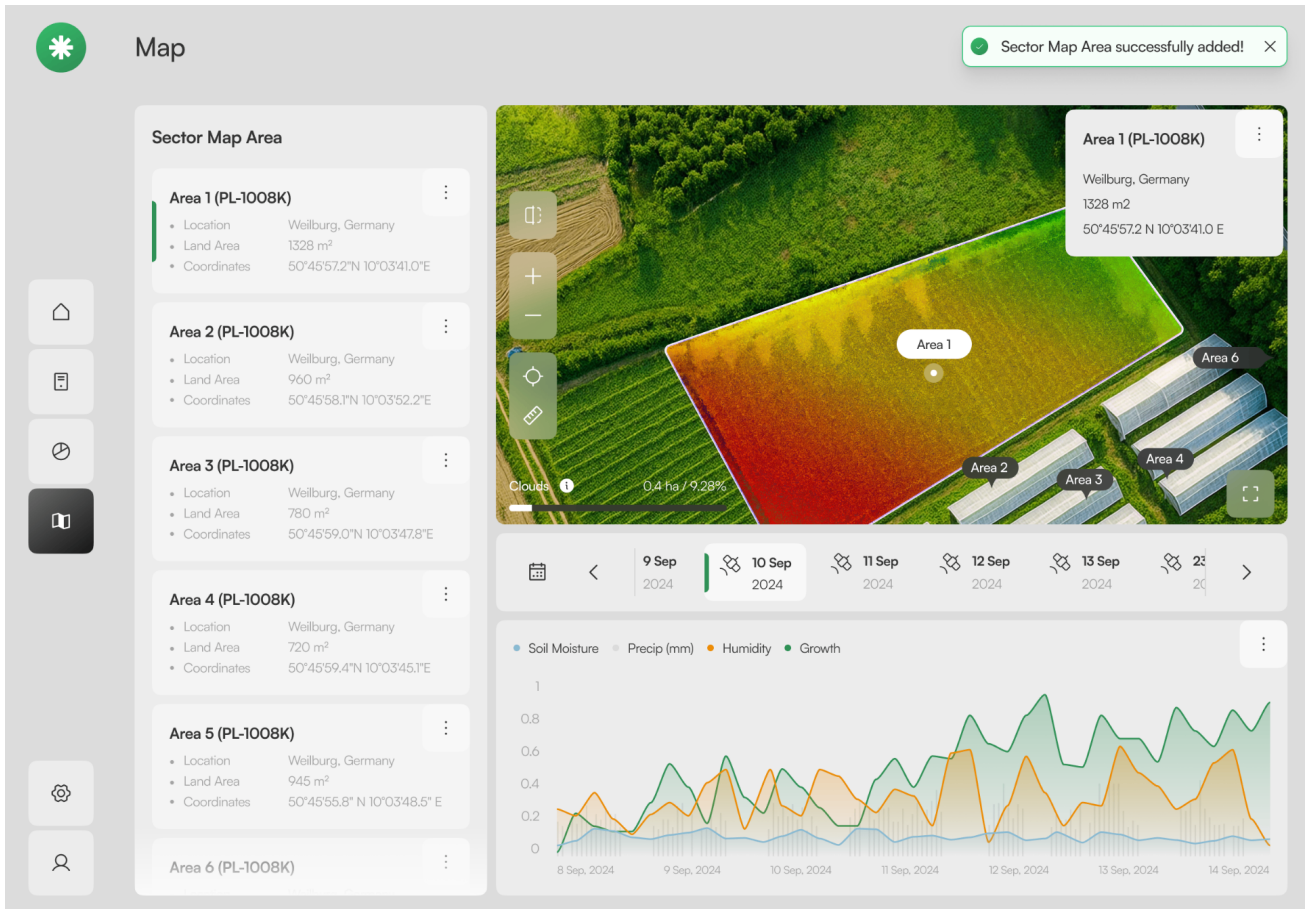 Map
Sector Map Area successfully added!
Sector Map Area
Area 1 (PL-1008K)
Location Weilburg, Germany
Land Area 1328 m²
Coordinates 50°45'57.2"N 10°03'41.0"E
Area 2 (PL-1008K)
Location Weilburg, Germany
Land Area 960 m²
Coordinates 50°45'58.1"N 10°03'52.2"E
Area 3 (PL-1008K)
Location Weilburg, Germany
Land Area 780 m²
Coordinates 50°45'59.0"N 10°03'47.8"E
Area 4 (PL-1008K)
Location Weilburg, Germany
Land Area 720 m²
Coordinates 50°45'59.4"N 10°03'45.1"E
Area 5 (PL-1008K)
Location Weilburg, Germany
Land Area 945 m²
Coordinates 50°45'55.8" N 10°03'48.5" E
Area 6 (PL-1008K)
Area 1 (PL-1008K)
Weilburg, Germany
1328 m2
50°45'57.2 N 10°03'41.0 E
Area 1
Area 6
Area 4
Area 2
Area 3
Clouds 0,4 ha / 9.28%
9 Sep
2024
10 Sep
2024
11 Sep
2024
12 Sep
2024
13 Sep
2024
23
20
Soil Moisture Precip (mm) Humidity Growth
1
0.8
0.6
0.4
0.2
0
8 Sep, 2024 9 Sep, 2024 10 Sep, 2024 11 Sep, 2024 12 Sep, 2024 13 Sep, 2024 14 Sep, 2024